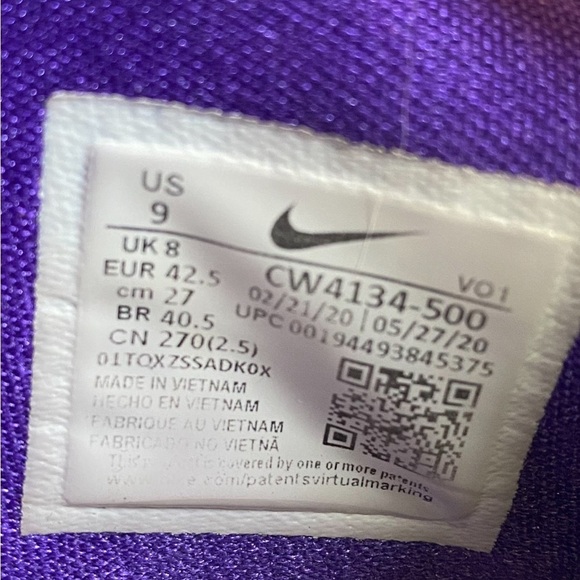 US
9
UK 8
EUR 42.5
cm 27
BR 40.5
CN 270(2.5)
CW4134-500
VO1
02/21/20 | 05/27/20
UPC 00194493845375
01TQXZSSADK0X
MADE IN VIETNAM
HECHO EN VIETNAM
FABRIQUE AU VIETNAM
FABRICADO NO VIETNÃ
covered by one or more patents
.com/patentsvirtualmarking